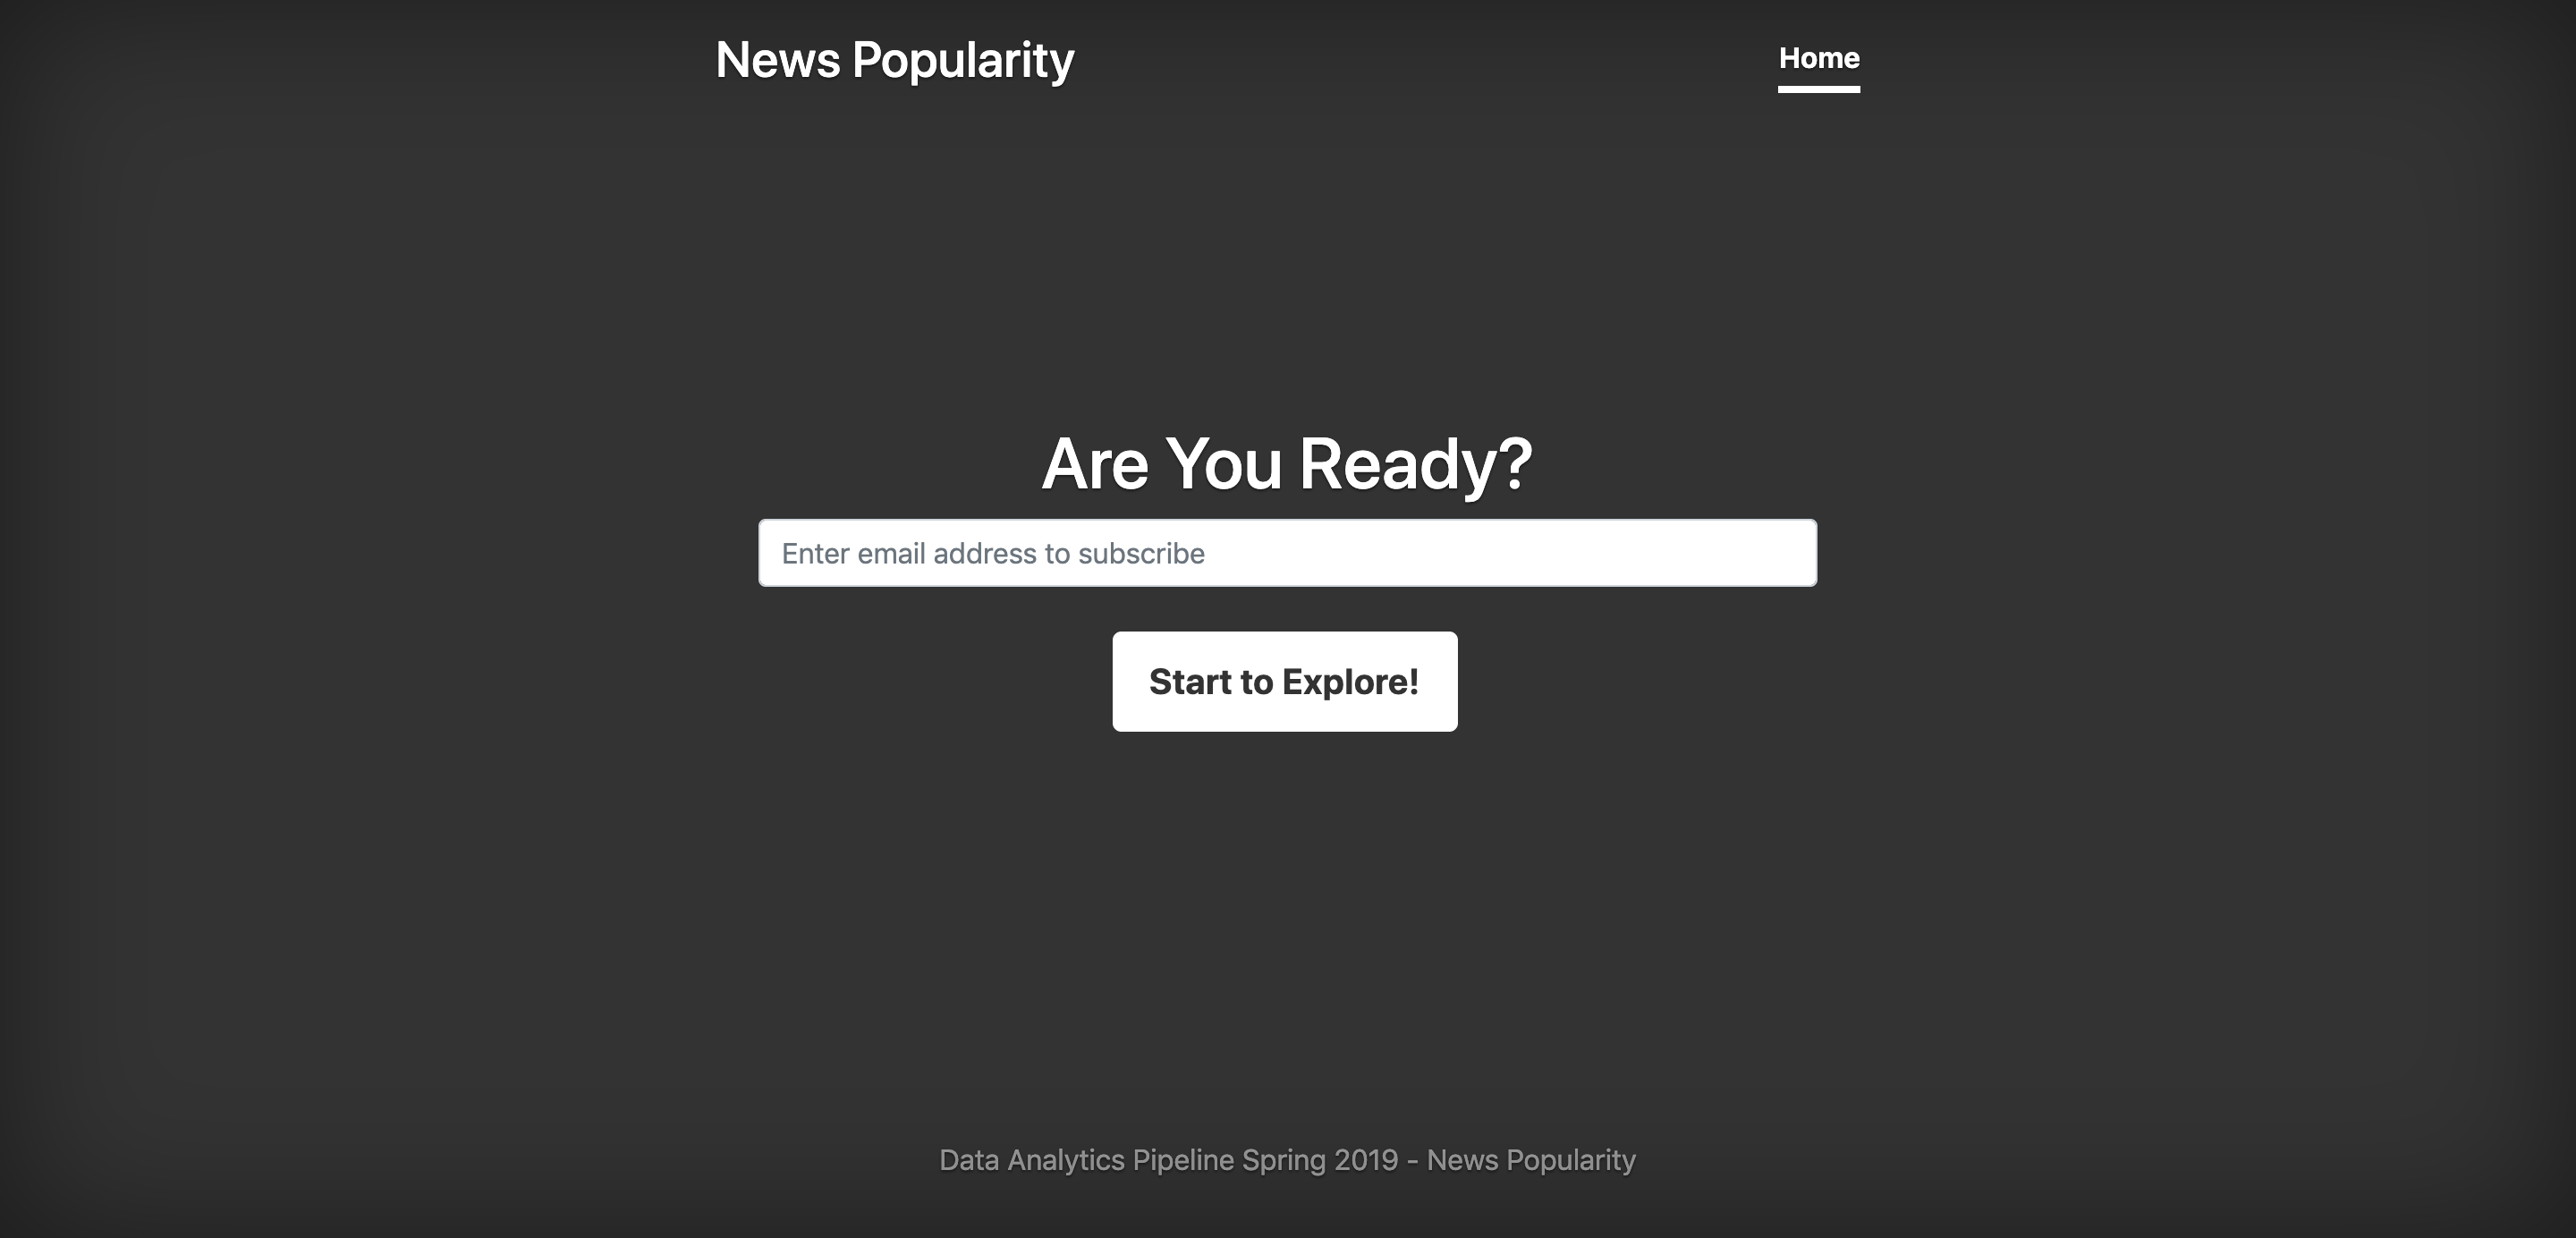 News Popularity
Home
Are You Ready?
Enter email address to subscribe
Start to Explore!
Data Analytics Pipeline Spring 2019 - News Popularity